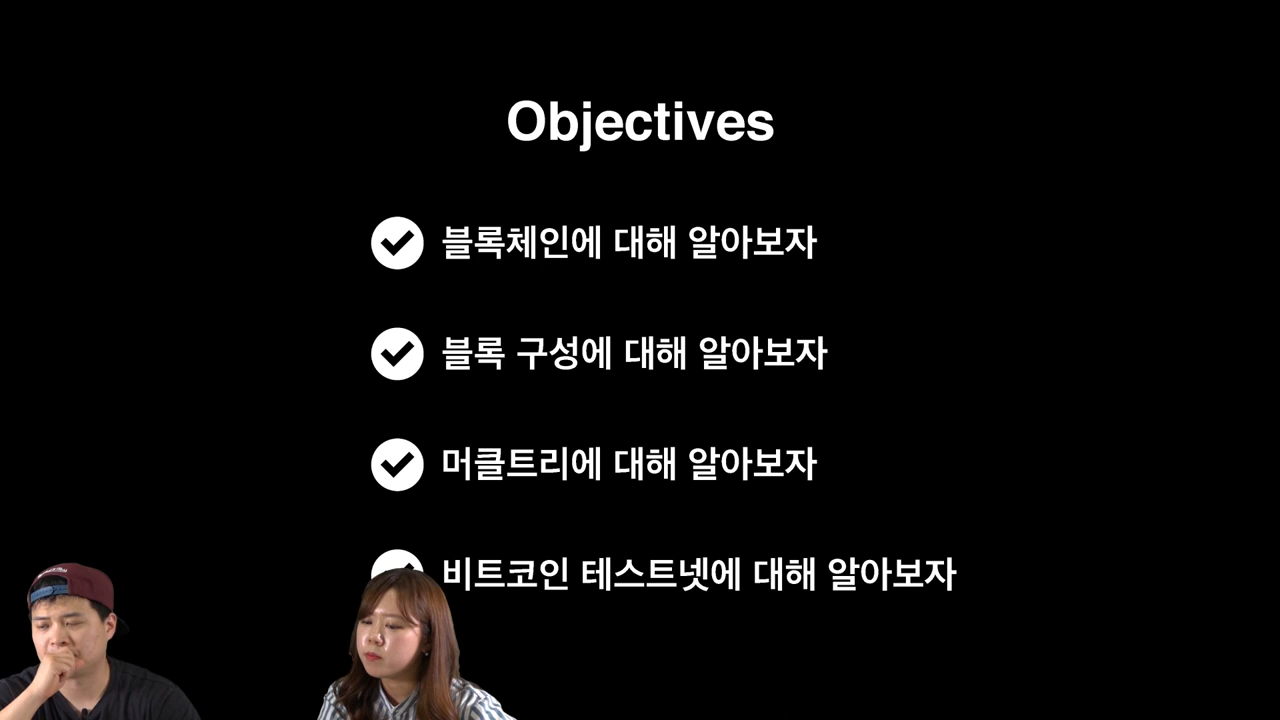 Objectives
블록체인에 대해 알아보자
블록 구성에 대해 알아보자
머클트리에 대해 알아보자
비트코인 테스트넷에 대해 알아보자